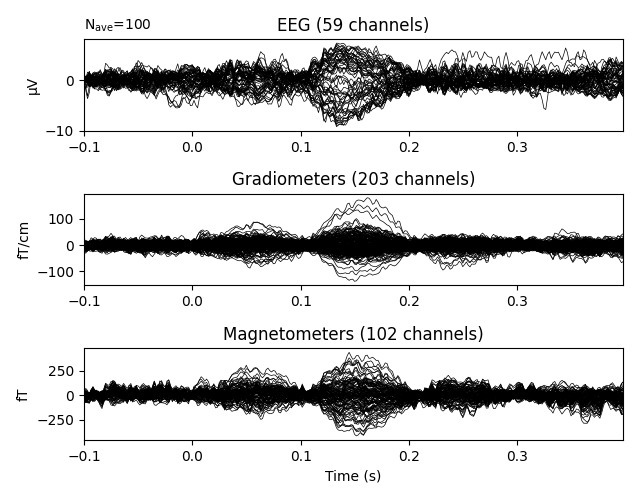 Nave=100
EEG (59 channels)
µV
0
−10
−0.1 0.0 0.1 0.2 0.3
Gradiometers (203 channels)
fT/cm
100
0
−100
−0.1 0.0 0.1 0.2 0.3
Magnetometers (102 channels)
fT
250
0
−250
−0.1 0.0 0.1 0.2 0.3
Time (s)